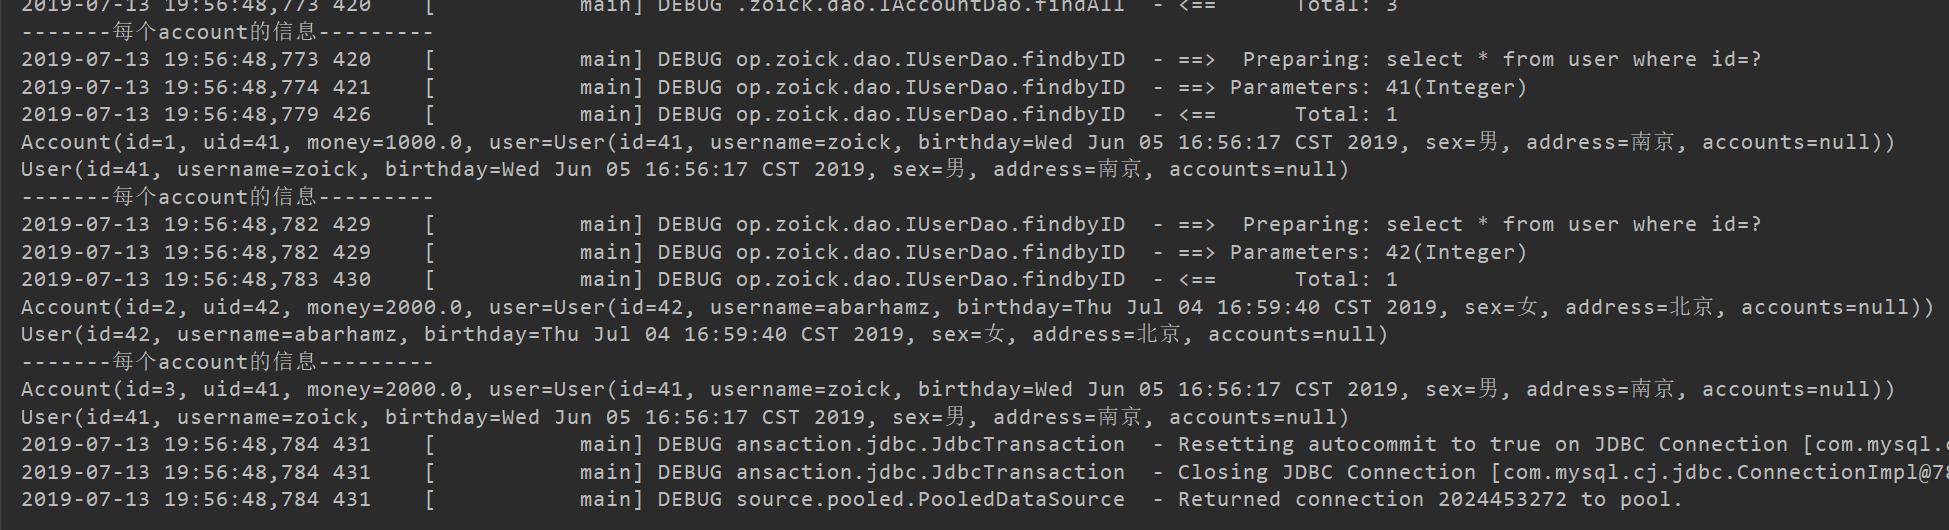 2019-07-13 19:56:48,773 420    [           main] DEBUG .zoick.dao.IAccountDao.findAll  - <==      Total: 3
-------每个account的信息---------
2019-07-13 19:56:48,773 420    [           main] DEBUG op.zoick.dao.IUserDao.findbyID  - ==>  Preparing: select * from user where id=?
2019-07-13 19:56:48,774 421    [           main] DEBUG op.zoick.dao.IUserDao.findbyID  - ==> Parameters: 41(Integer)
2019-07-13 19:56:48,779 426    [           main] DEBUG op.zoick.dao.IUserDao.findbyID  - <==      Total: 1
Account(id=1, uid=41, money=1000.0, user=User(id=41, username=zoick, birthday=Wed Jun 05 16:56:17 CST 2019, sex=男, address=南京, accounts=null))
User(id=41, username=zoick, birthday=Wed Jun 05 16:56:17 CST 2019, sex=男, address=南京, accounts=null)
-------每个account的信息---------
2019-07-13 19:56:48,782 429    [           main] DEBUG op.zoick.dao.IUserDao.findbyID  - ==>  Preparing: select * from user where id=?
2019-07-13 19:56:48,782 429    [           main] DEBUG op.zoick.dao.IUserDao.findbyID  - ==> Parameters: 42(Integer)
2019-07-13 19:56:48,783 430    [           main] DEBUG op.zoick.dao.IUserDao.findbyID  - <==      Total: 1
Account(id=2, uid=42, money=2000.0, user=User(id=42, username=abarhamz, birthday=Thu Jul 04 16:59:40 CST 2019, sex=女, address=北京, accounts=null))
User(id=42, username=abarhamz, birthday=Thu Jul 04 16:59:40 CST 2019, sex=女, address=北京, accounts=null)
-------每个account的信息---------
Account(id=3, uid=41, money=2000.0, user=User(id=41, username=zoick, birthday=Wed Jun 05 16:56:17 CST 2019, sex=男, address=南京, accounts=null))
User(id=41, username=zoick, birthday=Wed Jun 05 16:56:17 CST 2019, sex=男, address=南京, accounts=null)
2019-07-13 19:56:48,784 431    [           main] DEBUG ansaction.jdbc.JdbcTransaction  - Resetting autocommit to true on JDBC Connection [com.mysql.
2019-07-13 19:56:48,784 431    [           main] DEBUG ansaction.jdbc.JdbcTransaction  - Closing JDBC Connection [com.mysql.cj.jdbc.ConnectionImpl@78
2019-07-13 19:56:48,784 431    [           main] DEBUG source.pooled.PooledDataSource  - Returned connection 2024453272 to pool.